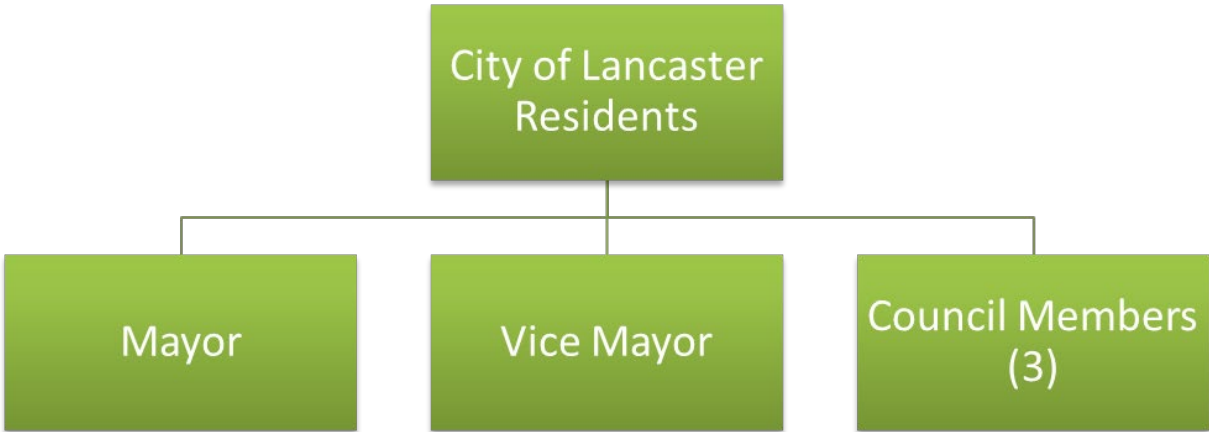 City of Lancaster
Residents
Mayor
Vice Mayor
Council Members
(3)